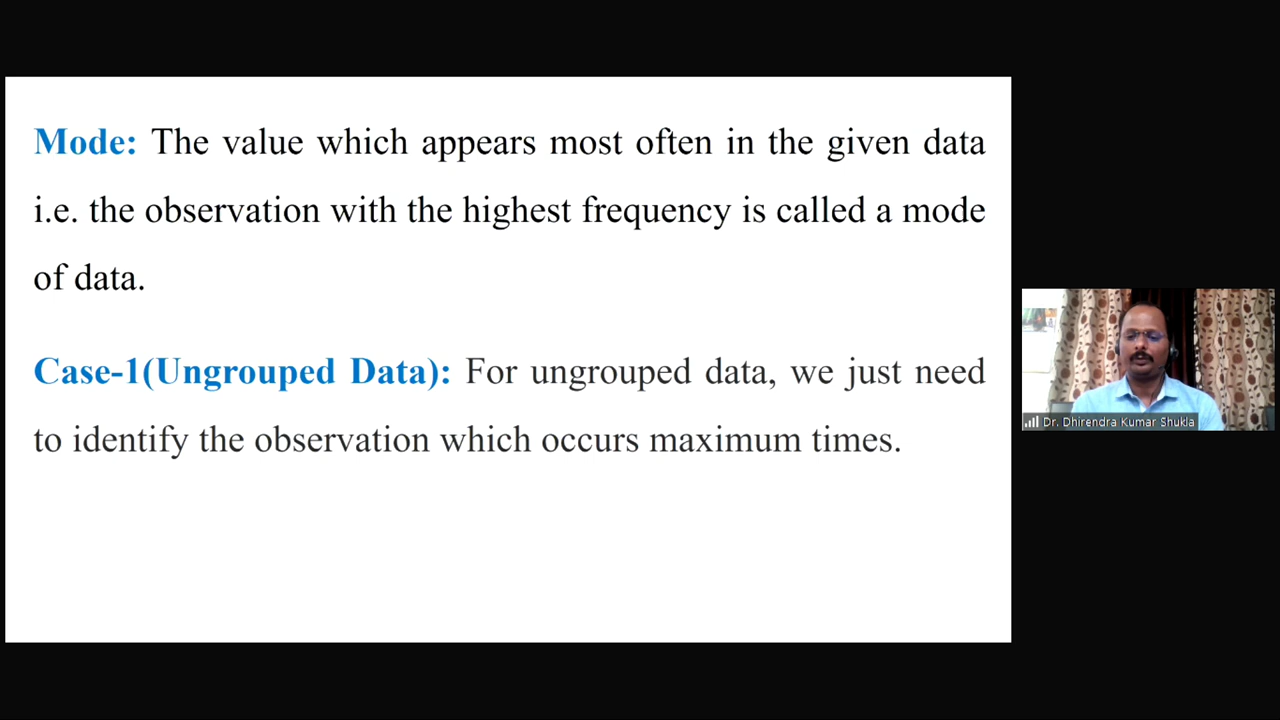 Mode: The value which appears most often in the given data
i.e. the observation with the highest frequency is called a mode
of data.
Case-1(Ungrouped Data): For ungrouped data, we just need
to identify the observation which occurs maximum times.
Dr. Dhirendra Kumar Shukla